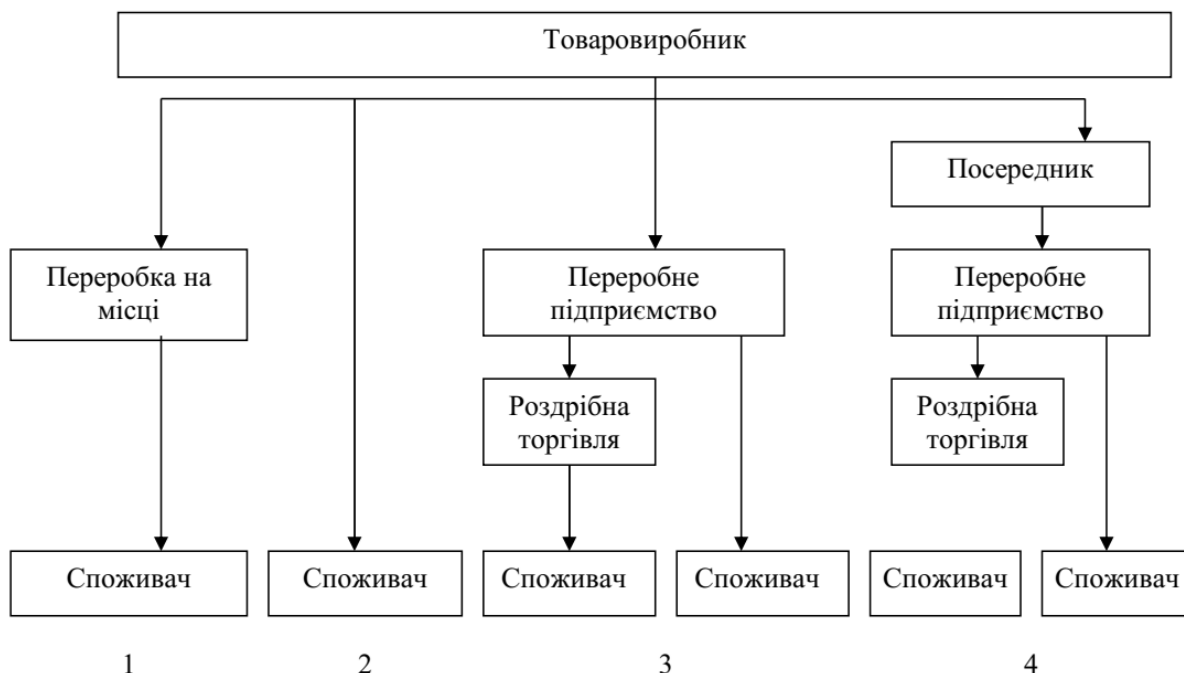 Товаровиробник
Посередник
Переробка на
місці
Переробне
підприємство
Переробне
підприємство
Роздрібна
торгівля
Роздрібна
торгівля
Споживач
Споживач
Споживач
Споживач
Споживач
Споживач
1
2
3
4